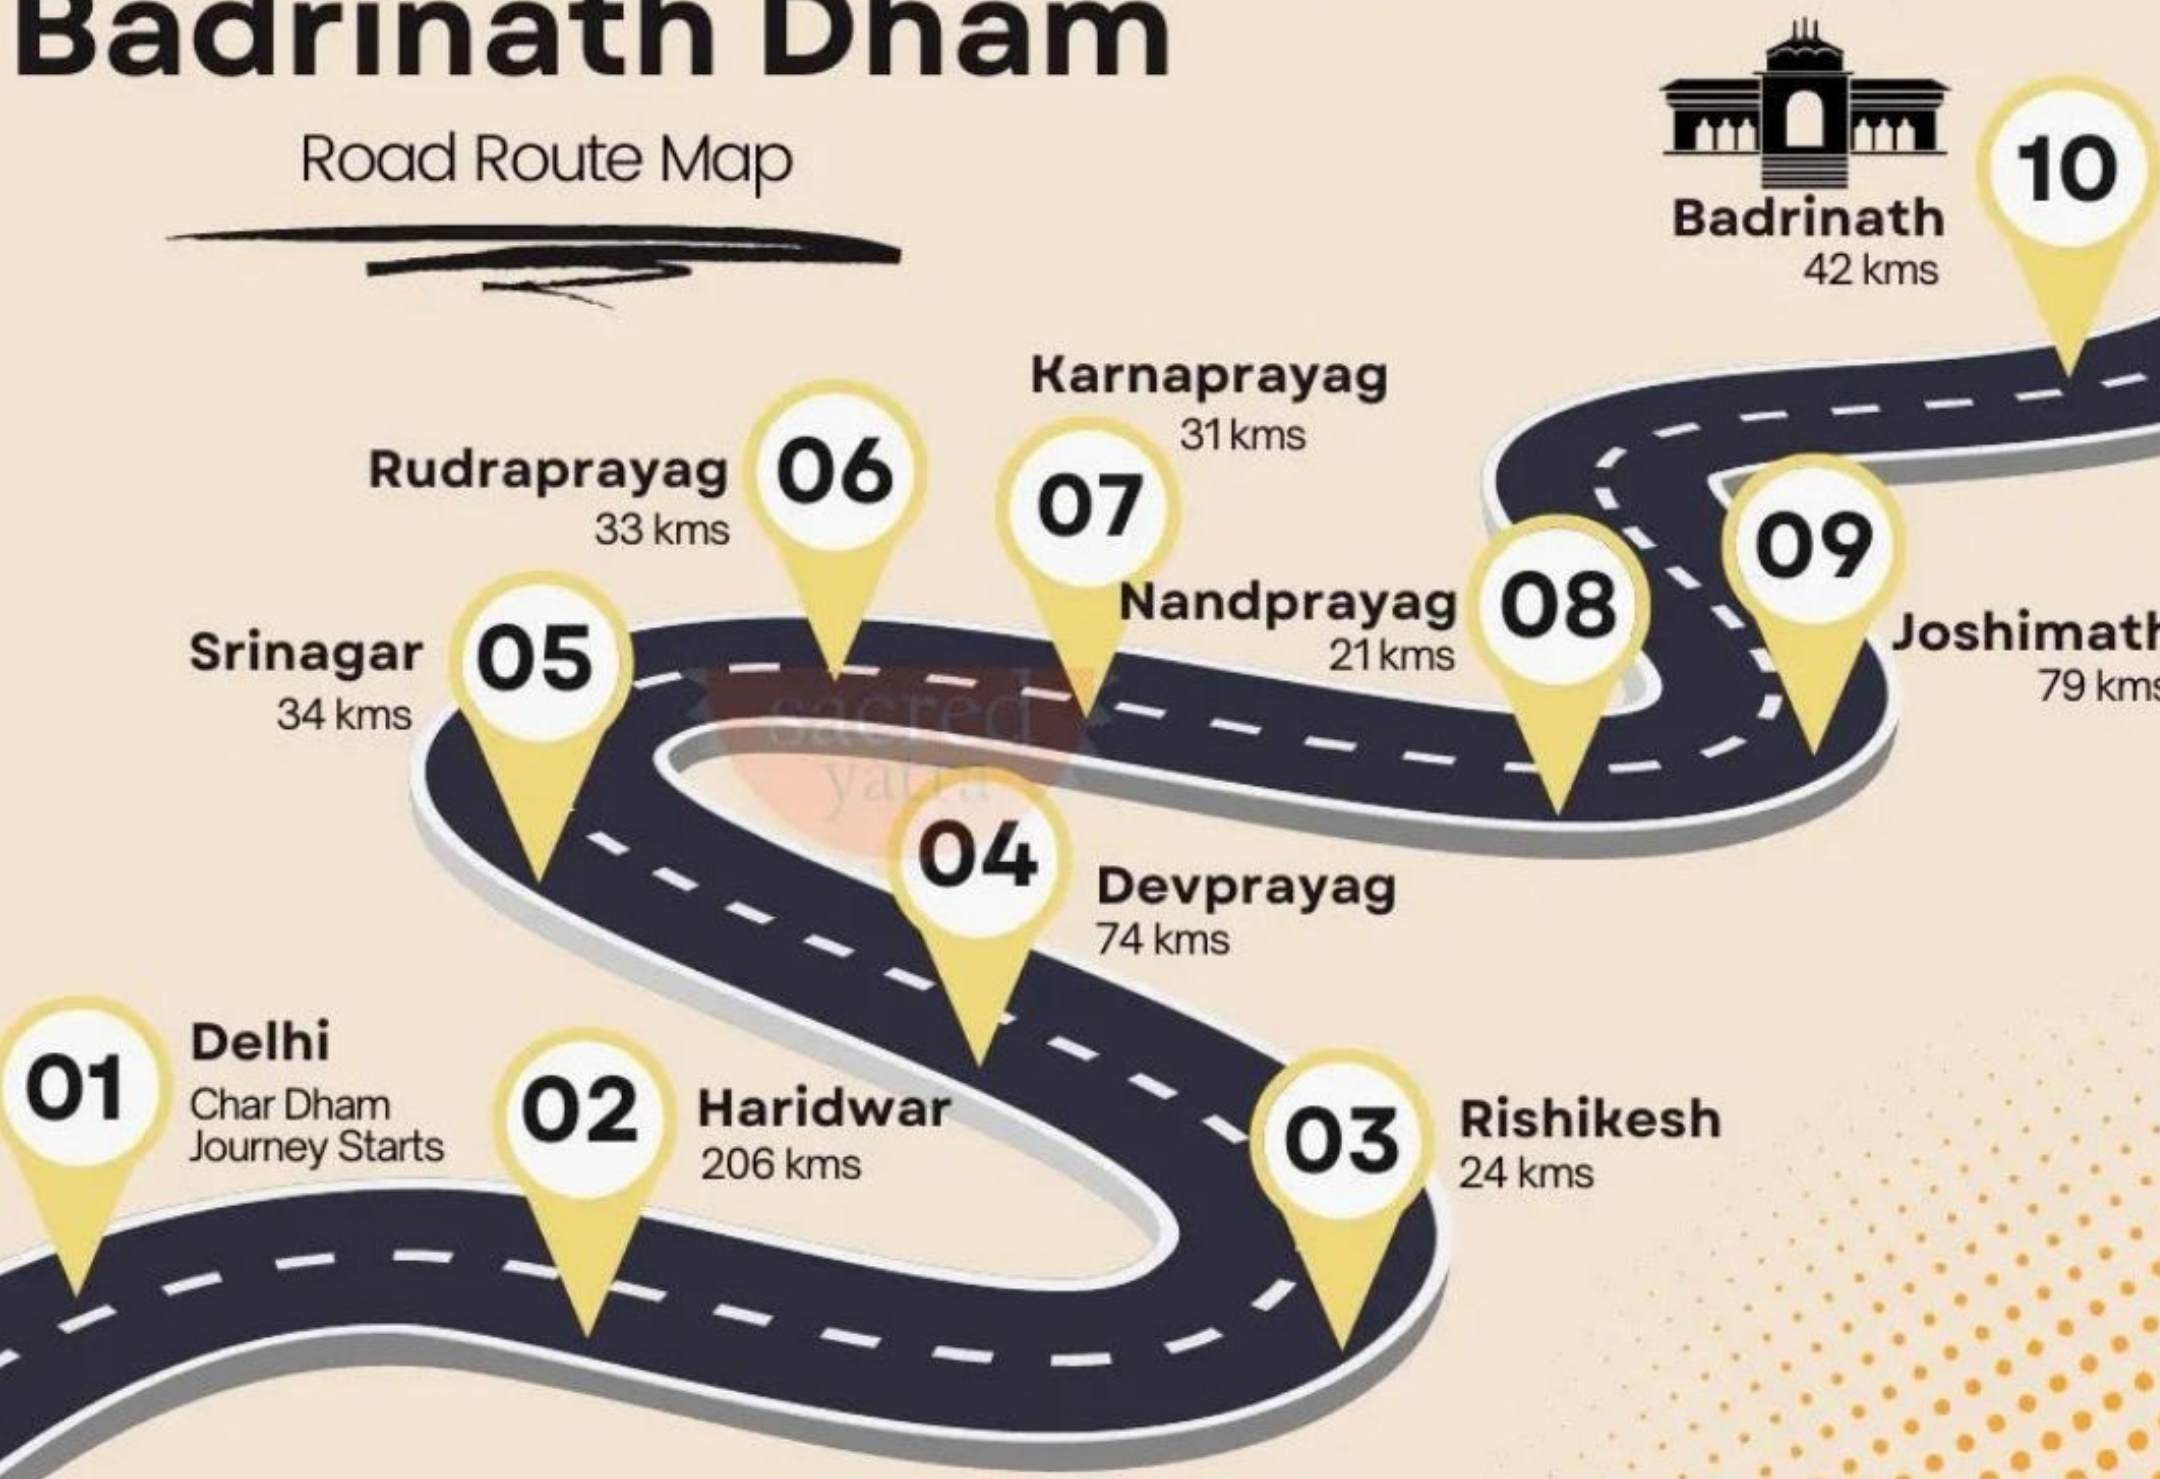 Badrinath Dham
Road Route Map
10
Badrinath
42 kms
Karnaprayag
31 kms
07
06
Rudraprayag
33 kms
09
Joshimath
79 kms
08
Nandprayag
21 kms
05
Srinagar
34 kms
sacred
yatra
04
Devprayag
74 kms
01
Delhi
Char Dham
Journey Starts
02
Haridwar
206 kms
03
Rishikesh
24 kms